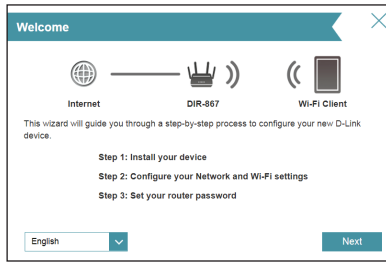 Welcome
Internet
DIR-867
Wi-Fi Client
This wizard will guide you through a step-by-step process to configure your new D-Link
device.
Step 1: Install your device
Step 2: Configure your Network and Wi-Fi settings
Step 3: Set your router password
English
Next